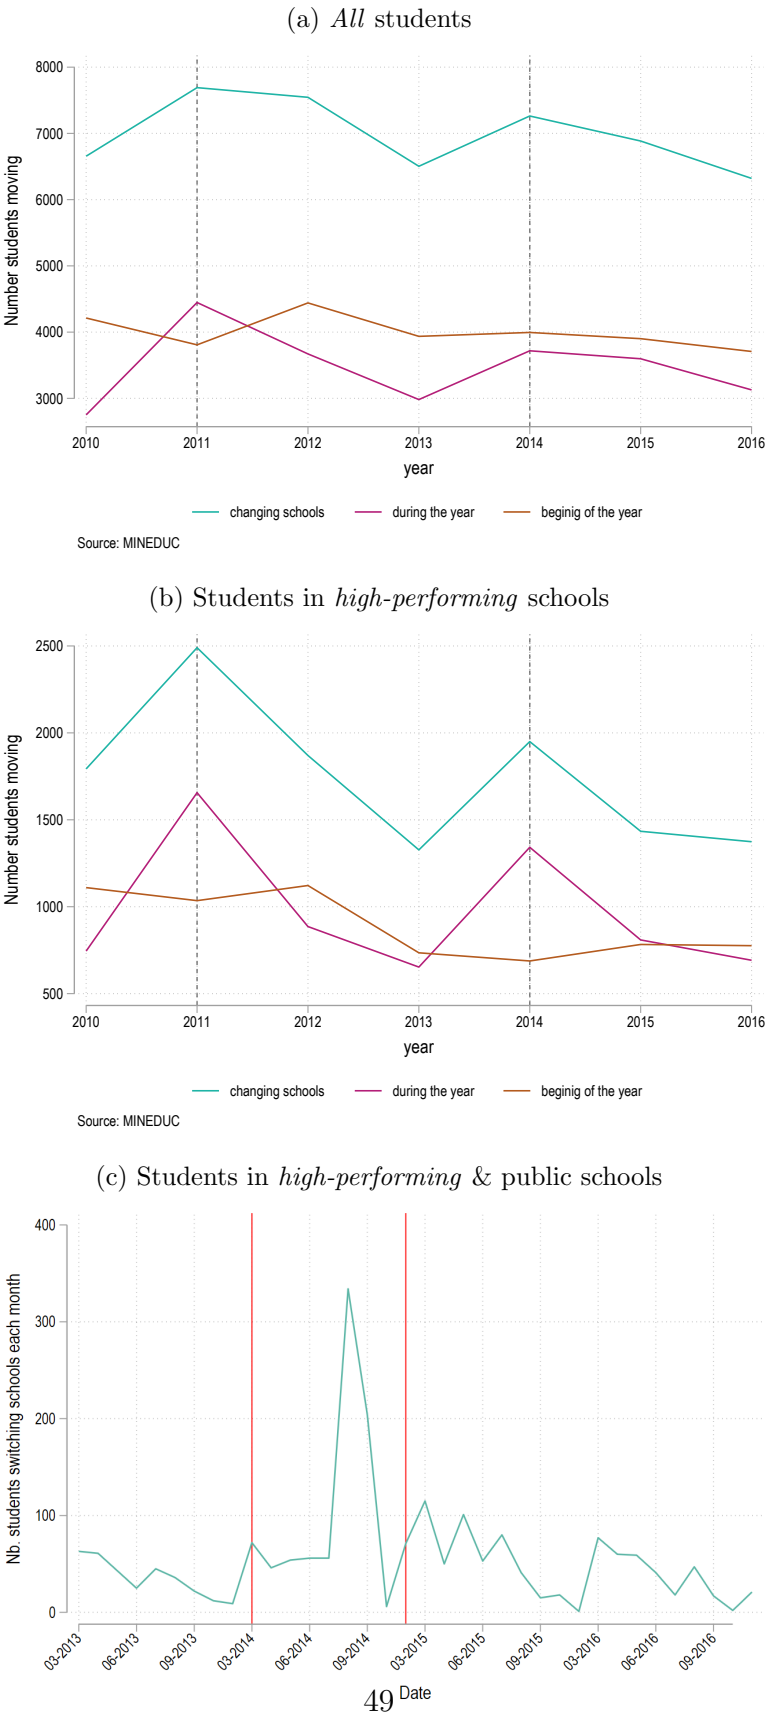 (a) All students
8000
7000
6000
5000
4000
3000
Number students moving
2010 2011 2012 2013 2014 2015 2016
year
changing schools during the year beginig of the year
Source: MINEDUC
(b) Students in high-performing schools
2500
2000
1500
1000
500
Number students moving
2010 2011 2012 2013 2014 2015 2016
year
changing schools during the year beginig of the year
Source: MINEDUC
(c) Students in high-performing & public schools
400
300
200
100
0
Nb. students switching schools each month
03-2013 06-2013 09-2013 03-2014 06-2014 09-2014 03-2015 06-2015 09-2015 03-2016 06-2016 09-2016
Date
49